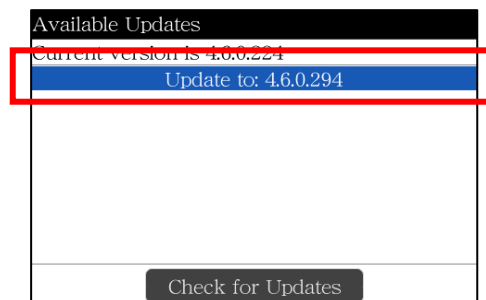 Available Updates
Current version is 4.6.0.224
Update to: 4.6.0.294
Check for Updates